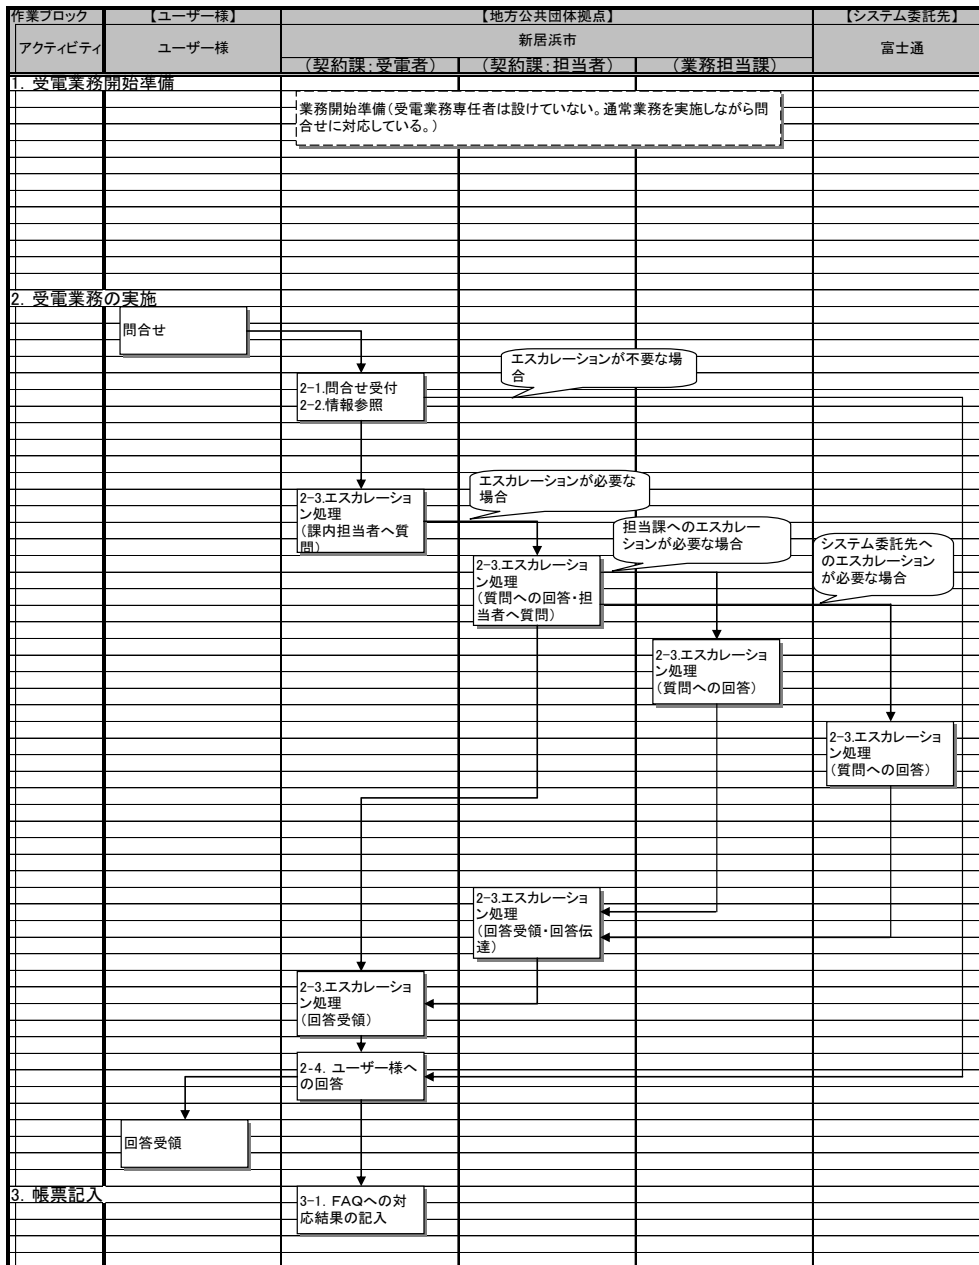 作業ブロック
【ユーザー様】
【地方公共団体拠点】
【システム委託先】
アクティビティ
ユーザー様
新居浜市
富士通
（契約課：受電者）
（契約課：担当者）
（業務担当課）
1. 受電業務開始準備
業務開始準備（受電業務専任者は設けていない。通常業務を実施しながら問
合せに対応している。）
2. 受電業務の実施
問合せ
エスカレーションが不要な場
合
2-1.問合せ受付
2-2.情報参照
エスカレーションが必要な
場合
2-3.エスカレーショ
ン処理
（課内担当者へ質
問）
担当課へのエスカレー
ションが必要な場合
システム委託先へ
のエスカレーション
が必要な場合
2-3.エスカレーショ
ン処理
（質問への回答・担
当者へ質問）
2-3.エスカレーショ
ン処理
（質問への回答）
2-3.エスカレーショ
ン処理
（質問への回答）
2-3.エスカレーショ
ン処理
（回答受領・回答伝
達）
2-3.エスカレーショ
ン処理
（回答受領）
2-4. ユーザー様へ
の回答
回答受領
3. 帳票記入
3-1. FAQへの対
応結果の記入